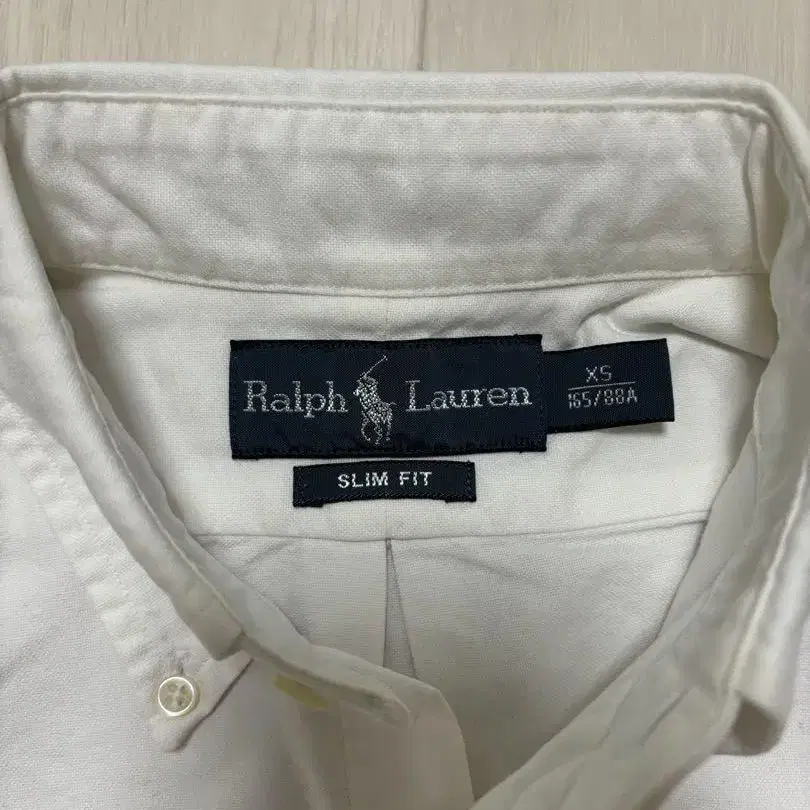 Ralph Lauren
XS
165/88A
SLIM FIT